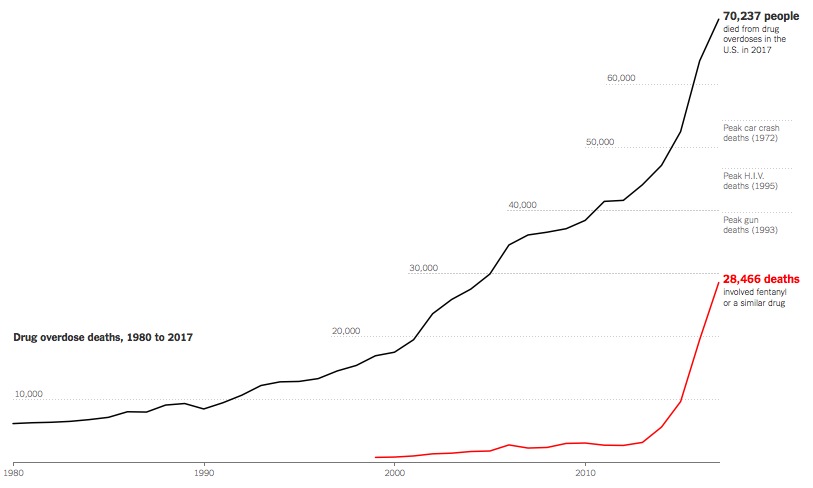 70,237 people
died from drug
overdoses in the
U.S. in 2017
60,000
Peak car crash
deaths (1972)
50,000
Peak H.I.V.
deaths (1995)
40,000
Peak gun
deaths (1993)
30,000
28,466 deaths
involved fentanyl
or a similar drug
20,000
Drug overdose deaths, 1980 to 2017
10,000
1980
1990
2000
2010